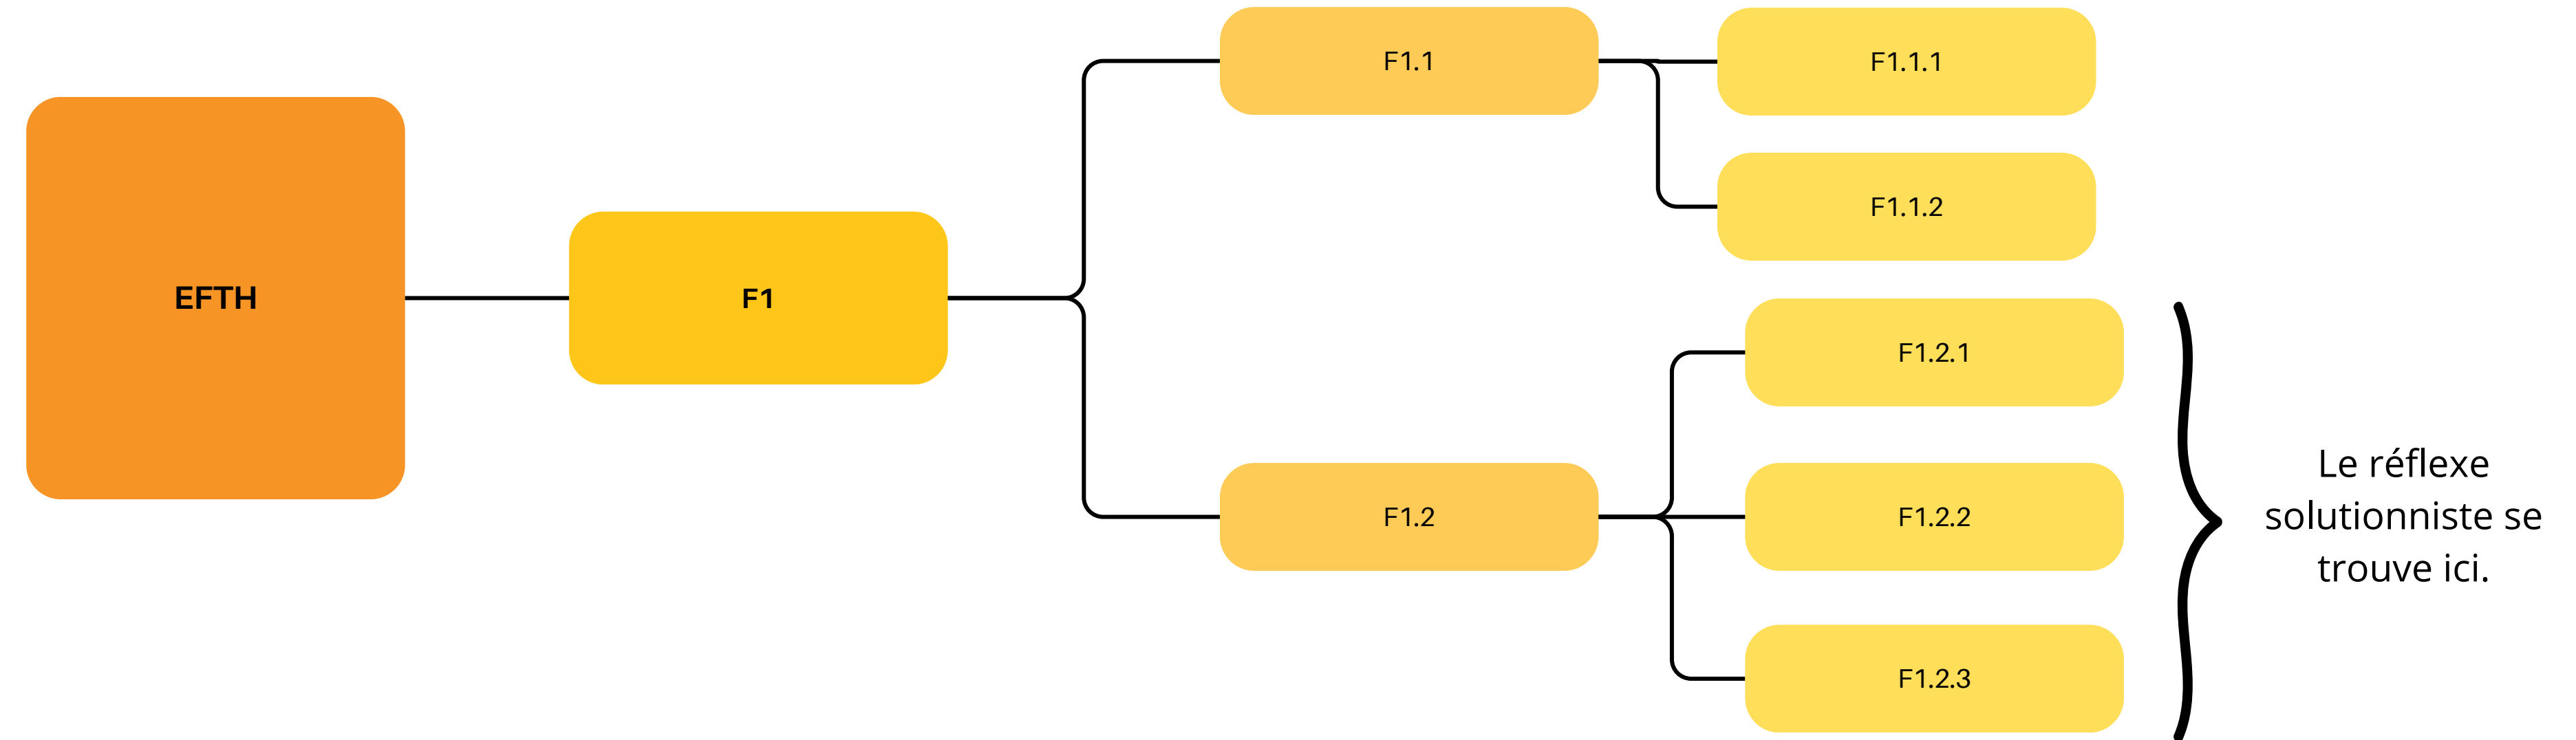 EFTH
F1
F1.1
F1.1.1
F1.1.2
F1.2
F1.2.1
F1.2.2
F1.2.3
Le réflexe
solutionniste se
trouve ici.